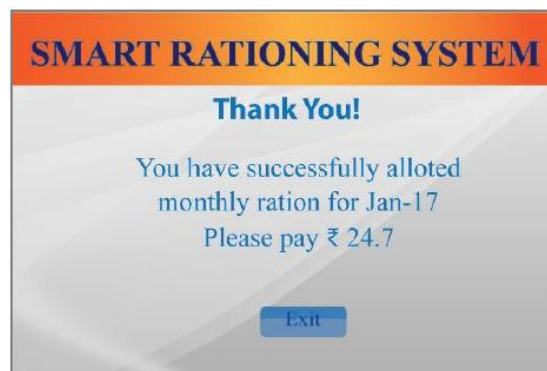 SMART RATIONING SYSTEM
Thank You!
You have successfully alloted
monthly ration for Jan-17
Please pay ₹ 24.7
Exit